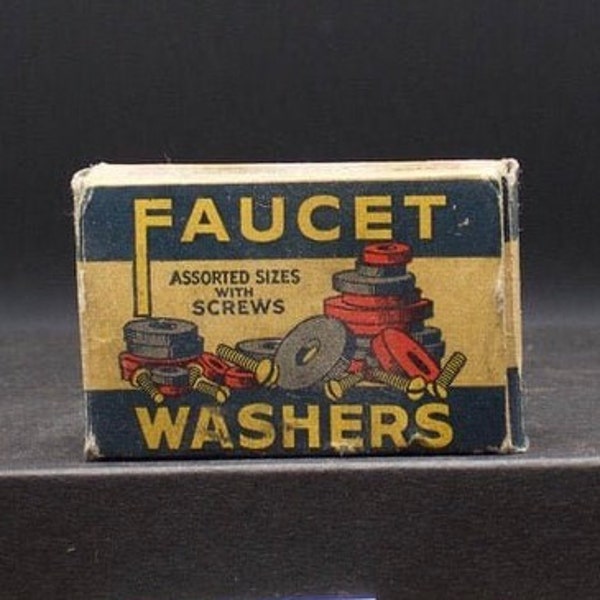 FAUCET
ASSORTED SIZES
WITH
SCREWS
WASHERS